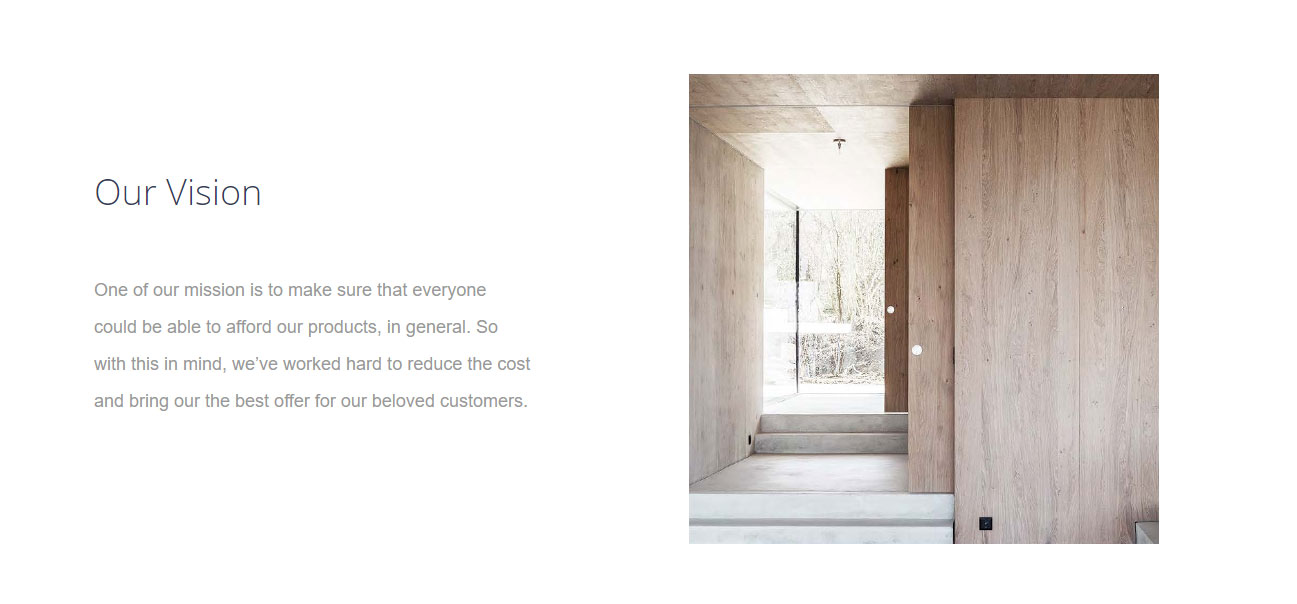 Our Vision
One of our mission is to make sure that everyone
could be able to afford our products, in general. So
with this in mind, we’ve worked hard to reduce the cost
and bring our the best offer for our beloved customers.